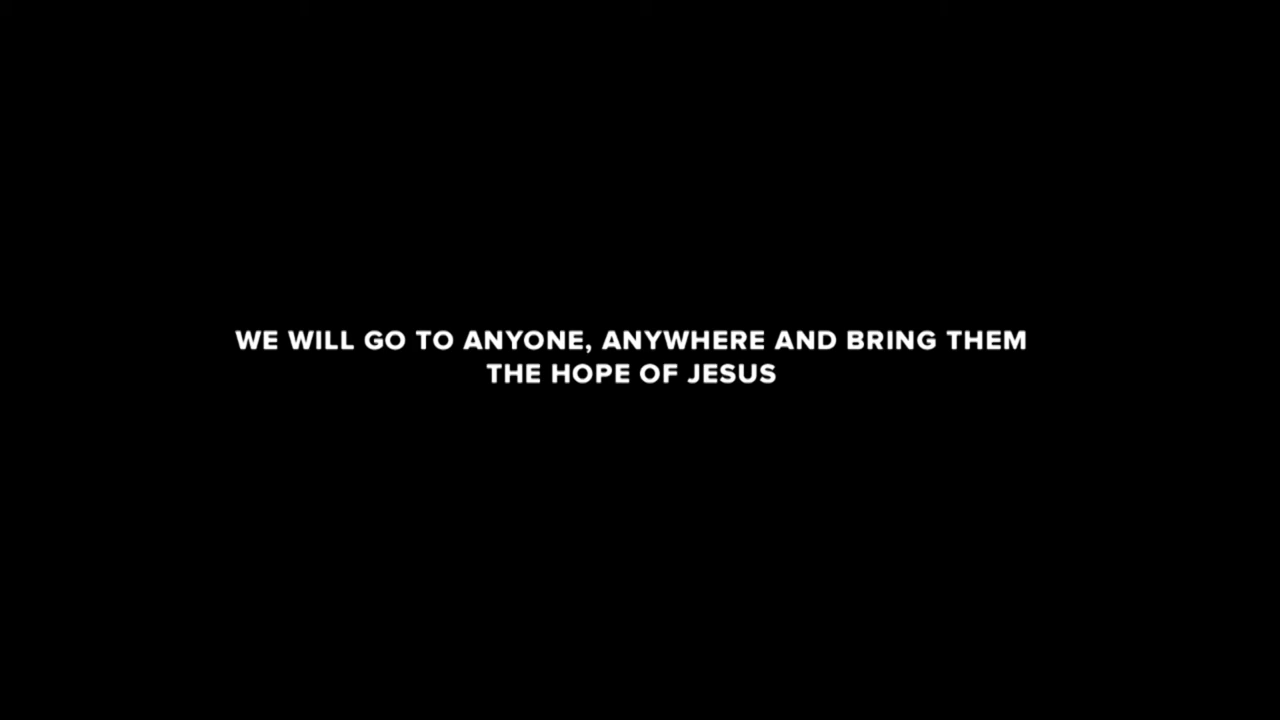 WE WILL GO TO ANYONE, ANYWHERE AND BRING THEM
THE HOPE OF JESUS